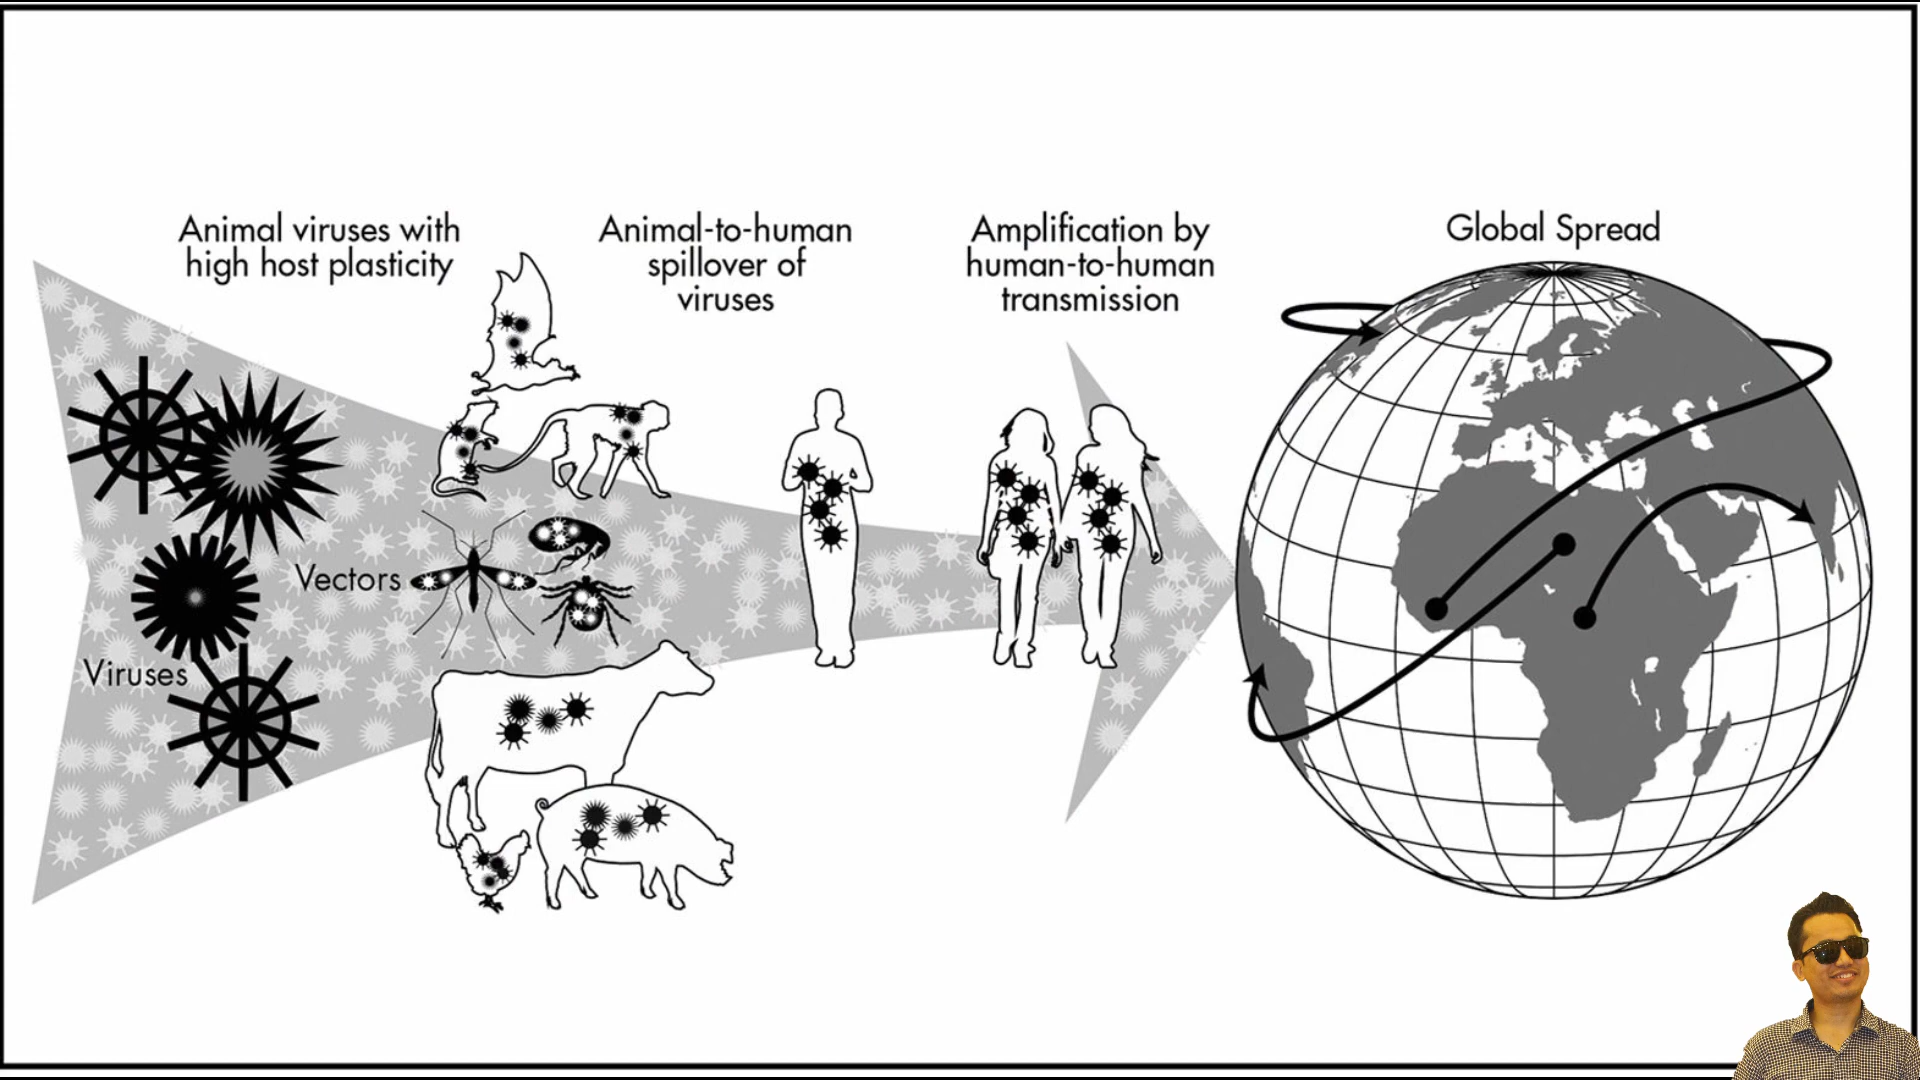 Animal viruses with
high host plasticity
Animal-to-human
spillover of
viruses
Amplification by
human-to-human
transmission
Global Spread
Vectors
Viruses